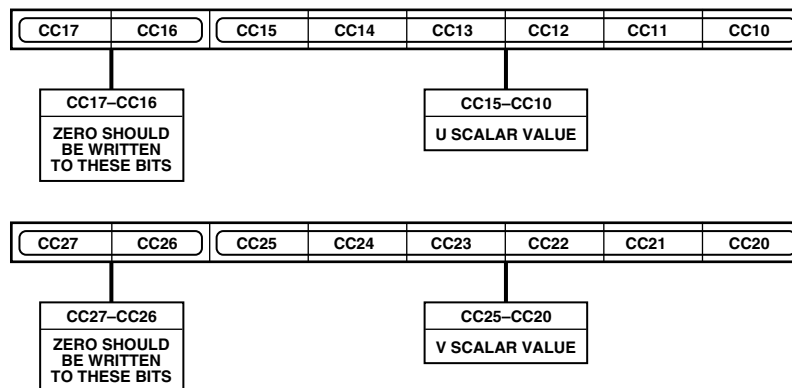 CC17 CC16 CC15 CC14 CC13 CC12 CC11 CC10
CC17–CC16
ZERO SHOULD
BE WRITTEN
TO THESE BITS
CC15–CC10
U SCALAR VALUE
CC27 CC26 CC25 CC24 CC23 CC22 CC21 CC20
CC27–CC26
ZERO SHOULD
BE WRITTEN
TO THESE BITS
CC25–CC20
V SCALAR VALUE